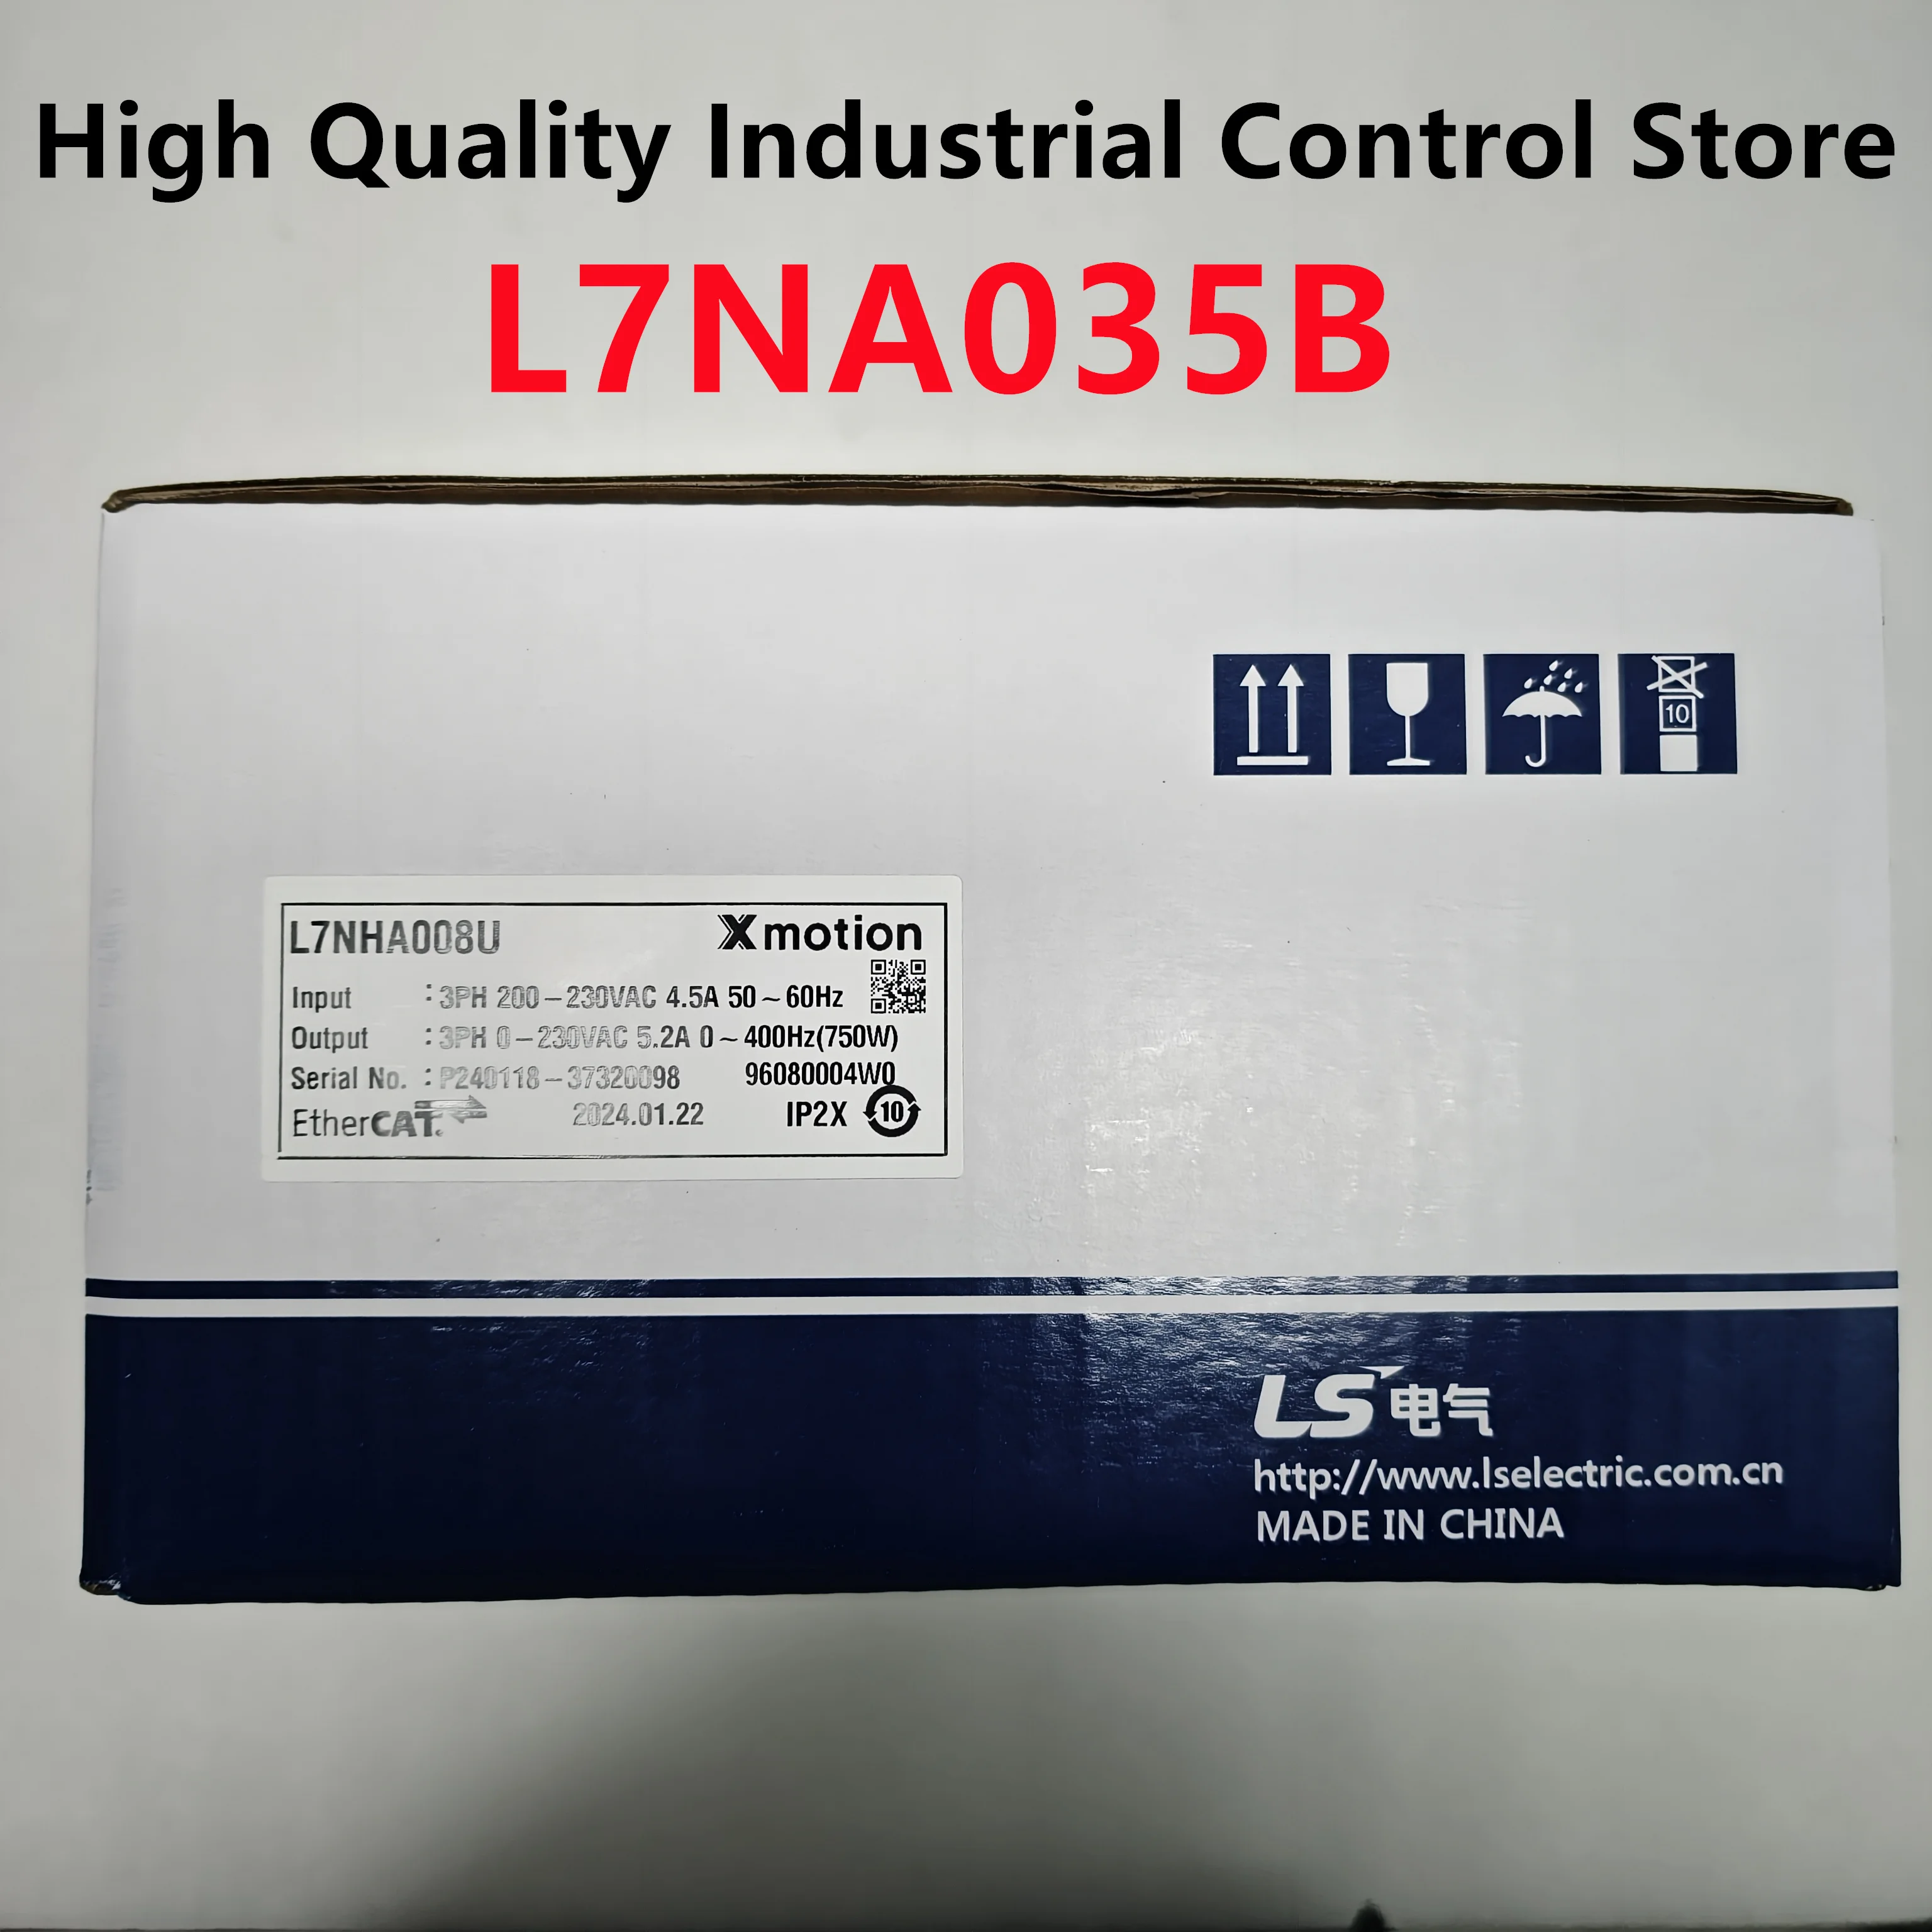 High Quality Industrial Control Store
L7NA035B
10
L7NHA008U
Xmotion
Input : 3PH 200-230VAC 4.5A 50~60Hz
Output : 3PH 0-230VAC 5.2A 0~400Hz(750W)
Serial No. : P240118-37320098 96080004W0
EtherCAT. 2024.01.22 IP2X 10
LS电气
http://www.lselectric.com.cn
MADE IN CHINA